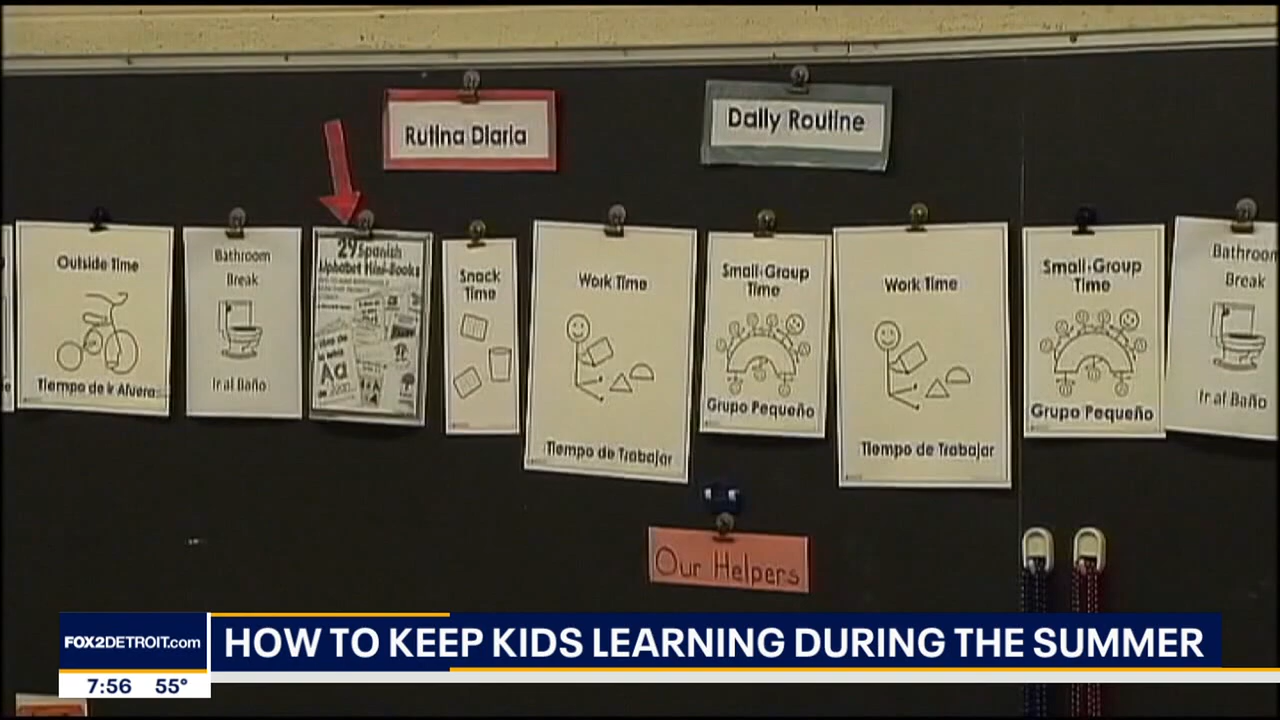 Rutina Diaria
Daily Routine
Outside Time
Tiempo de Ir Afuera
Bathroom
Break
Ir al Baño
29 Spanish
Alphabet Mini-Books
Aa
Snack
Time
Work Time
Tiempo de Trabajar
Small-Group
Time
Grupo Pequeño
Work Time
Tiempo de Trabajar
Small-Group
Time
Grupo Pequeño
Bathroom
Break
Ir al Baño
Our Helpers
FOX2DETROIT.com
HOW TO KEEP KIDS LEARNING DURING THE SUMMER
7:56 55°